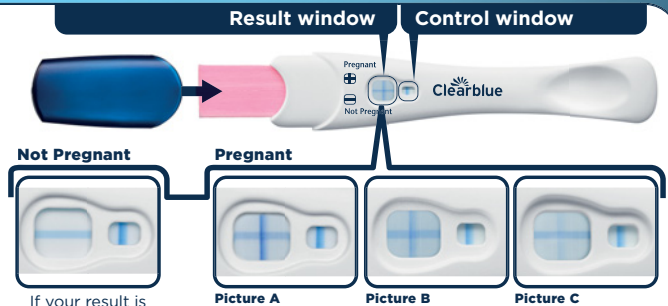 Result window
Control window
Pregnant
Not Pregnant
Clearblue
Not Pregnant
Pregnant
If your result is
Picture A
Picture B
Picture C